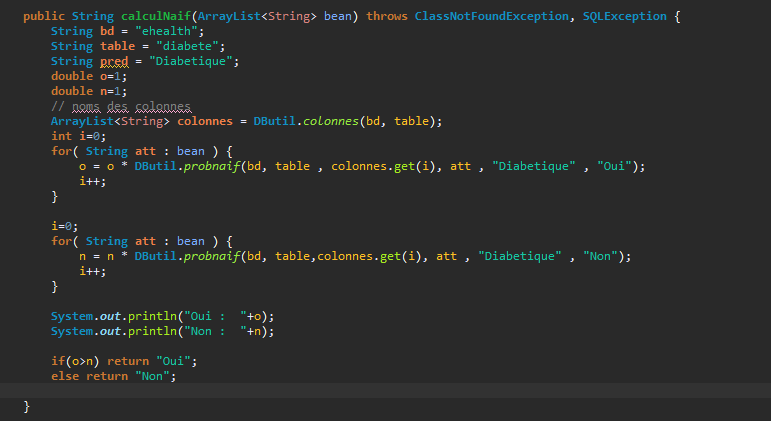 public String calculNaif(ArrayList<String> bean) throws ClassNotFoundException, SQLException {
String bd = "ehealth";
String table = "diabete";
String pred = "Diabetique";
double o=1;
double n=1;
// noms des colonnes
ArrayList<String> colonnes = DButil.colonnes(bd, table);
int i=0;
for( String att : bean ) {
o = o * DButil.probnaif(bd, table , colonnes.get(i), att , "Diabetique" , "Oui");
i++;
}
i=0;
for( String att : bean ) {
n = n * DButil.probnaif(bd, table,colonnes.get(i), att , "Diabetique" , "Non");
i++;
}
System.out.println("Oui :  "+o);
System.out.println("Non :  "+n);
if(o>n) return "Oui";
else return "Non";
}